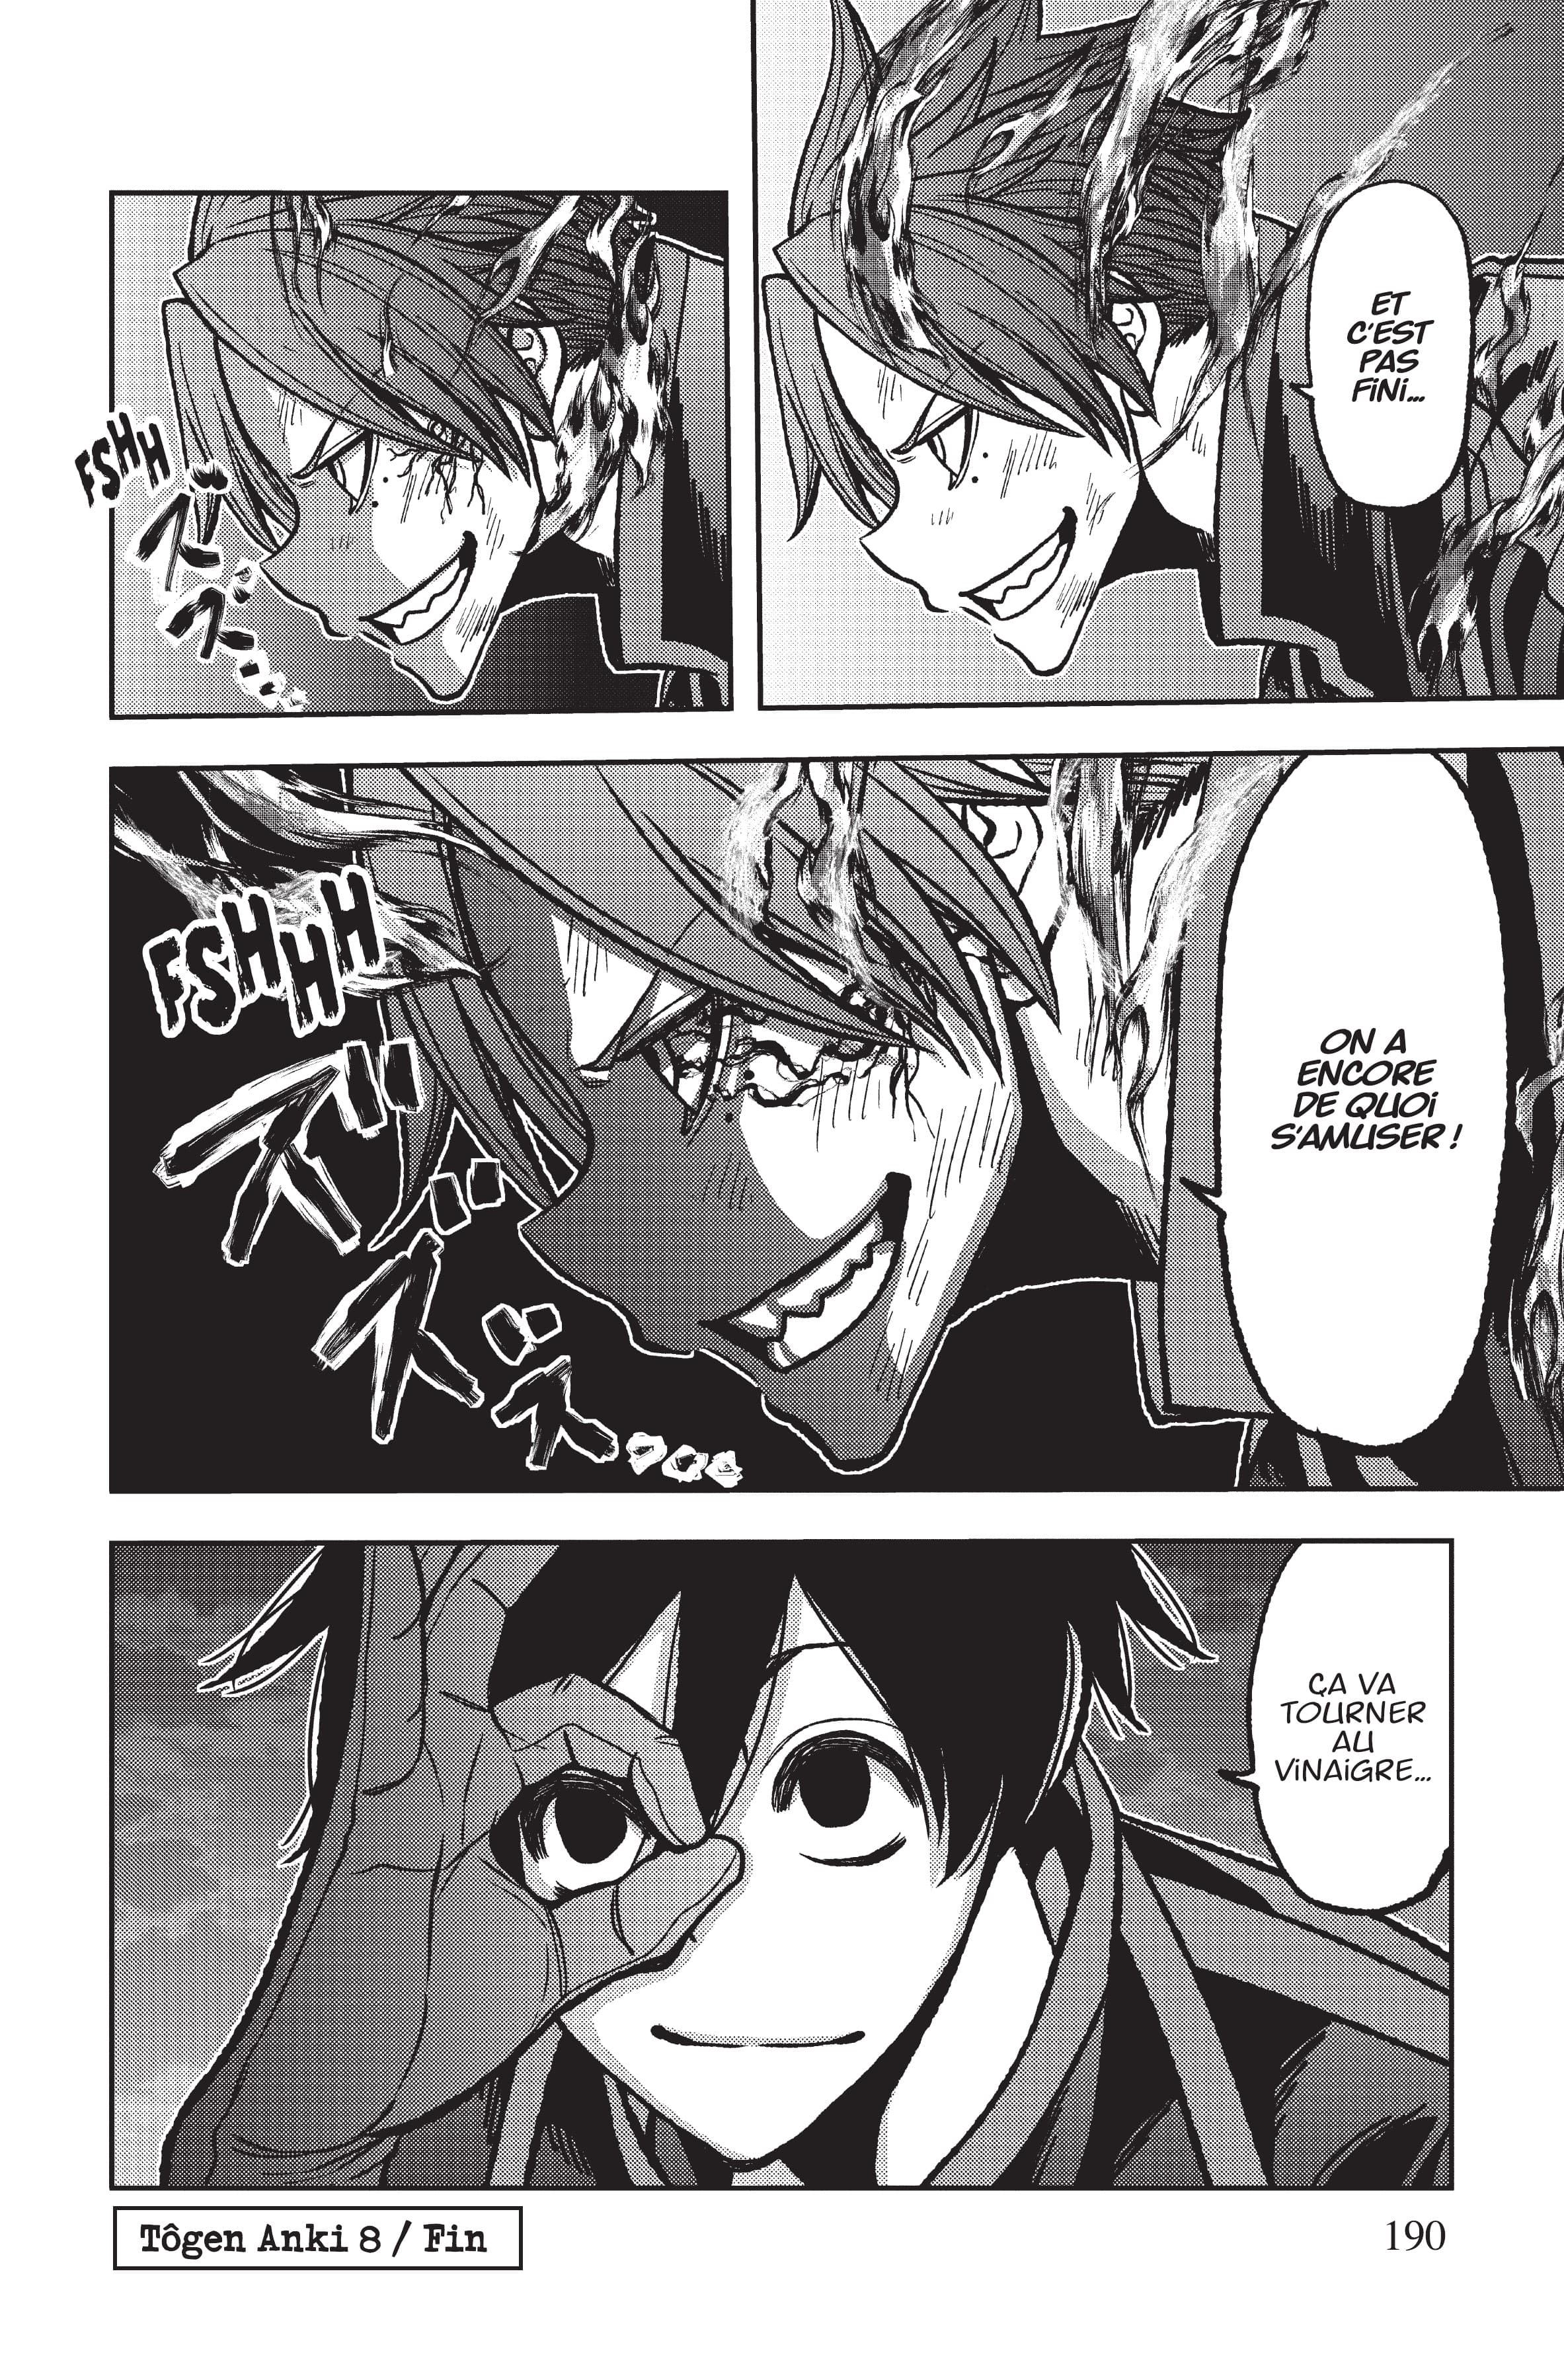 ET
C'EST
PAS
FINI...
FSHH
ズズ...
ON A
ENCORE
DE QUOI
S'AMUSER !
FSHHH
ズズズ...
ÇA VA
TOURNER
AU
VINAIGRE...
Tôgen Anki 8 / Fin
190